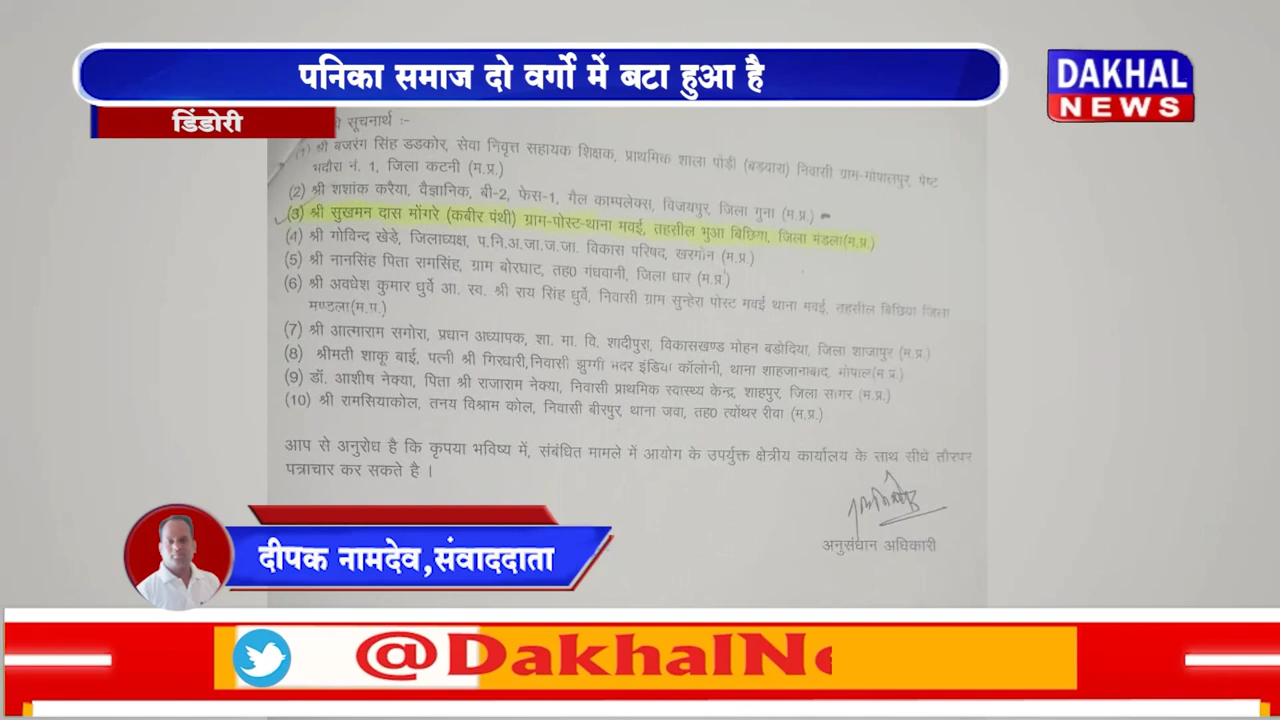 पनिका समाज दो वर्गो में बटा हुआ है
DAKHAL
NEWS
डिंडोरी
सूचनार्थ :-
(1) श्री बजरंग सिंह डडकोर, सेवा निवृत्त सहायक शिक्षक, प्राथमिक शाला पोड़ी (बड़वारा) निवासी ग्राम-गोपालपुर, पेष्ट
भदौरा नं. 1, जिला कटनी (म.प्र.)
(2) श्री शशांक करैया, वैज्ञानिक, बी-2, फेस-1, गैल काम्पलेक्स, विजयपुर, जिला गुना (म.प्र.)
(3) श्री सुखमन दास मोंगरे (कबीर पंथी) ग्राम-पोस्ट-थाना मवई, तहसील भुआ बिछिया, जिला मंडला(म.प्र.)
(4) श्री गोविन्द खेड़े, जिलाध्यक्ष, प.नि.अ.जा.ज.जा. विकास परिषद, खरगोन (म.प्र.)
(5) श्री नानसिंह पिता रामसिंह, ग्राम बोरघाट, तह0 गंधवानी, जिला धार (म.प्र.)
(6) श्री अवधेश कुमार धुर्वे आ. स्व. श्री राय सिंह धुर्वे, निवासी ग्राम सुन्हेरा पोस्ट मवई थाना मवई, तहसील बिछिया जिला
मण्डला(म.प्र.)
(7) श्री आत्माराम सगोरा, प्रधान अध्यापक, शा. मा. वि. शादीपुरा, विकासखण्ड मोहन बडोदिया, जिला शाजापुर (म.प्र.)
(8) श्रीमती शाकू बाई, पत्नी श्री गिरधारी,निवासी झुग्गी भदर इंडिया कॉलोनी, थाना शाहजानाबाद, भोपाल(म.प्र.)
(9) डॉ. आशीष नेक्या, पिता श्री राजाराम नेक्या, निवासी प्राथमिक स्वास्थ्य केन्द्र, शाहपुर, जिला सागर (म.प्र.)
(10) श्री रामसियाकोल, तनय विश्राम कोल, निवासी बीरपुर, थाना जवा, तह0 त्योंथर रीवा (म.प्र.)
आप से अनुरोध है कि कृपया भविष्य में, संबंधित मामले में आयोग के उपर्युक्त क्षेत्रीय कार्यालय के साथ सीधे तौरपर
पत्राचार कर सकते है ।
अनुसंधान अधिकारी
दीपक नामदेव,संवाददाता
@DakhalNe